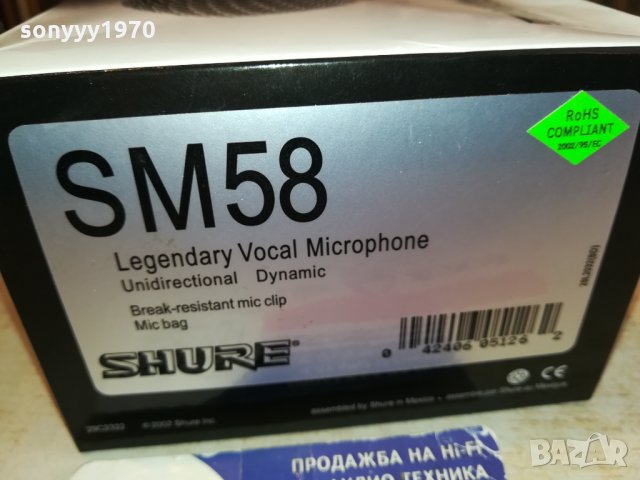 sonyyy1970
RoHS
COMPLIANT
2002/95/EC
SM58
Legendary Vocal Microphone
Unidirectional Dynamic
Break-resistant mic clip
Mic bag
SHURE
0 42406 05126 2
©2002 Shure Inc.
assembled by Shure in Mexico
ПРОДАЖБА НА HI-FI
АУДИО ТЕХНИКА
bazar